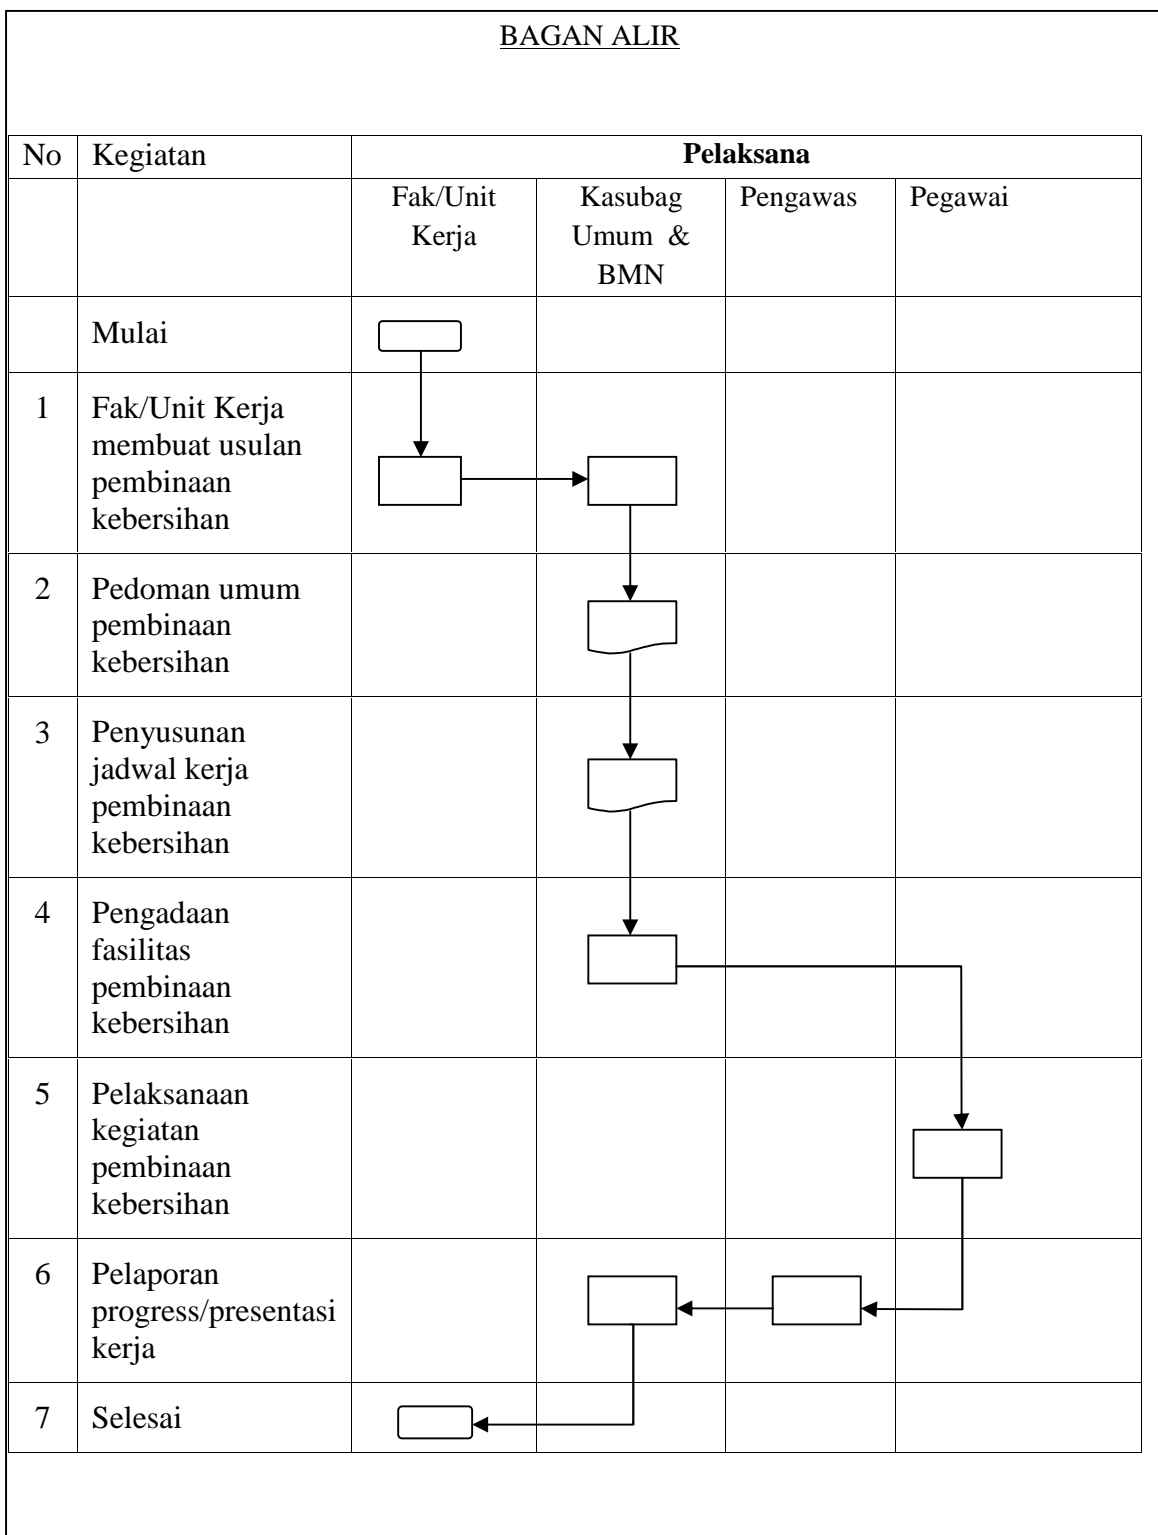 BAGAN ALIR
No Kegiatan Pelaksana
Fak/Unit Kerja
Kasubag Umum & BMN
Pengawas
Pegawai
Mulai
1
Fak/Unit Kerja
membuat usulan
pembinaan
kebersihan
2
Pedoman umum
pembinaan
kebersihan
3
Penyusunan
jadwal kerja
pembinaan
kebersihan
4
Pengadaan
fasilitas
pembinaan
kebersihan
5
Pelaksanaan
kegiatan
pembinaan
kebersihan
6
Pelaporan
progress/presentasi
kerja
7
Selesai